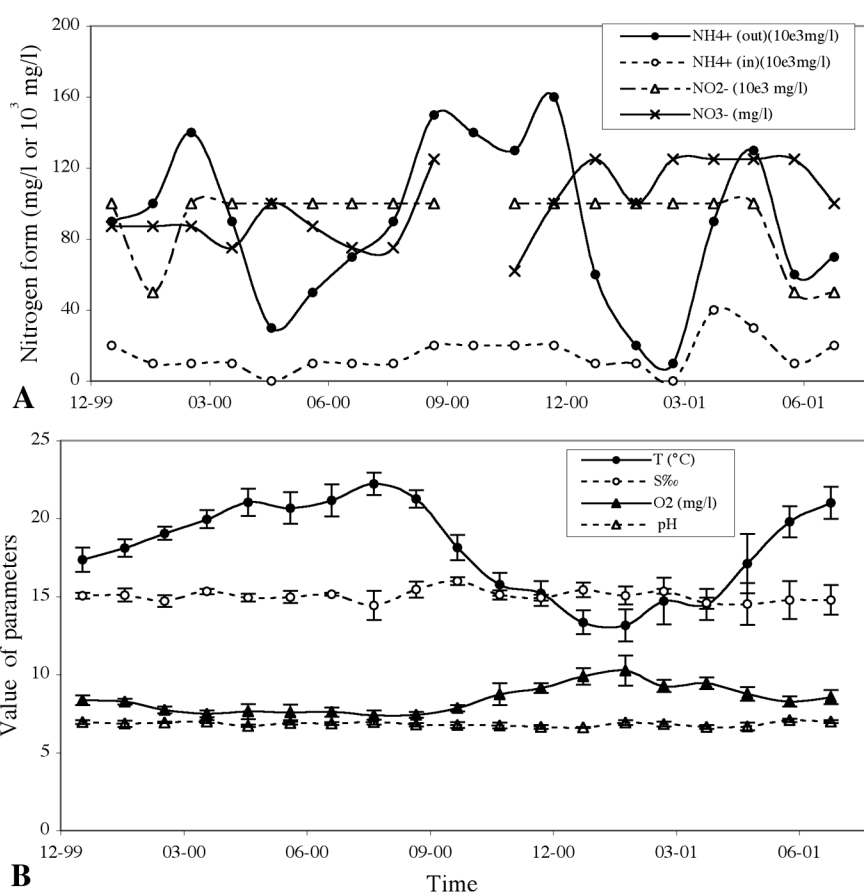 200
160
120
80
40
0
Nitrogen form (mg/l or 10³ mg/l)
NH4+ (out)(10e3mg/l)
NH4+ (in)(10e3mg/l)
NO2- (10e3 mg/l)
NO3- (mg/l)
A
12-99 03-00 06-00 09-00 12-00 03-01 06-01
25
20
15
10
5
0
Value of parameters
T (°C)
S‰
O2 (mg/l)
pH
12-99 03-00 06-00 09-00 12-00 03-01 06-01
B
Time